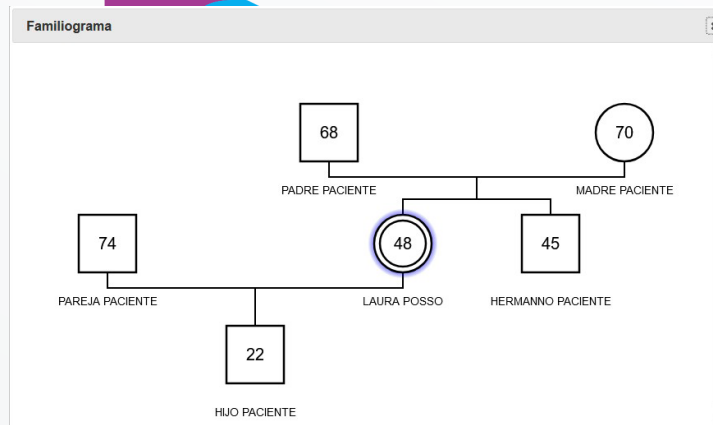 Familiograma
68
70
PADRE PACIENTE
MADRE PACIENTE
74
48
45
PAREJA PACIENTE
LAURA POSSO
HERMANNO PACIENTE
22
HIJO PACIENTE